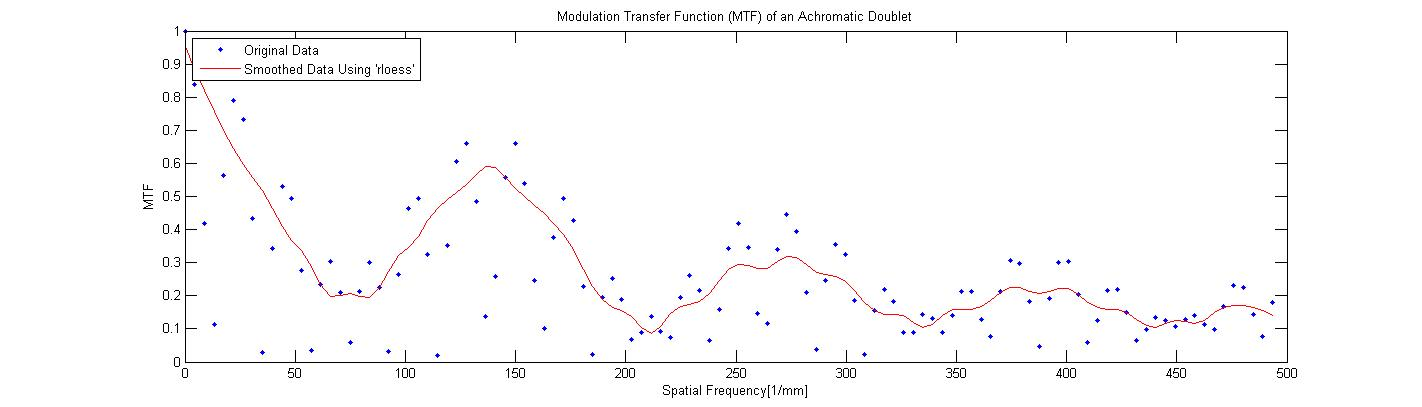 Modulation Transfer Function (MTF) of an Achromatic Doublet
1
0.9
0.8
0.7
0.6
0.5
0.4
0.3
0.2
0.1
0
MTF
Original Data
Smoothed Data Using 'rloess'
0 50 100 150 200 250 300 350 400 450 500
Spatial Frequency[1/mm]